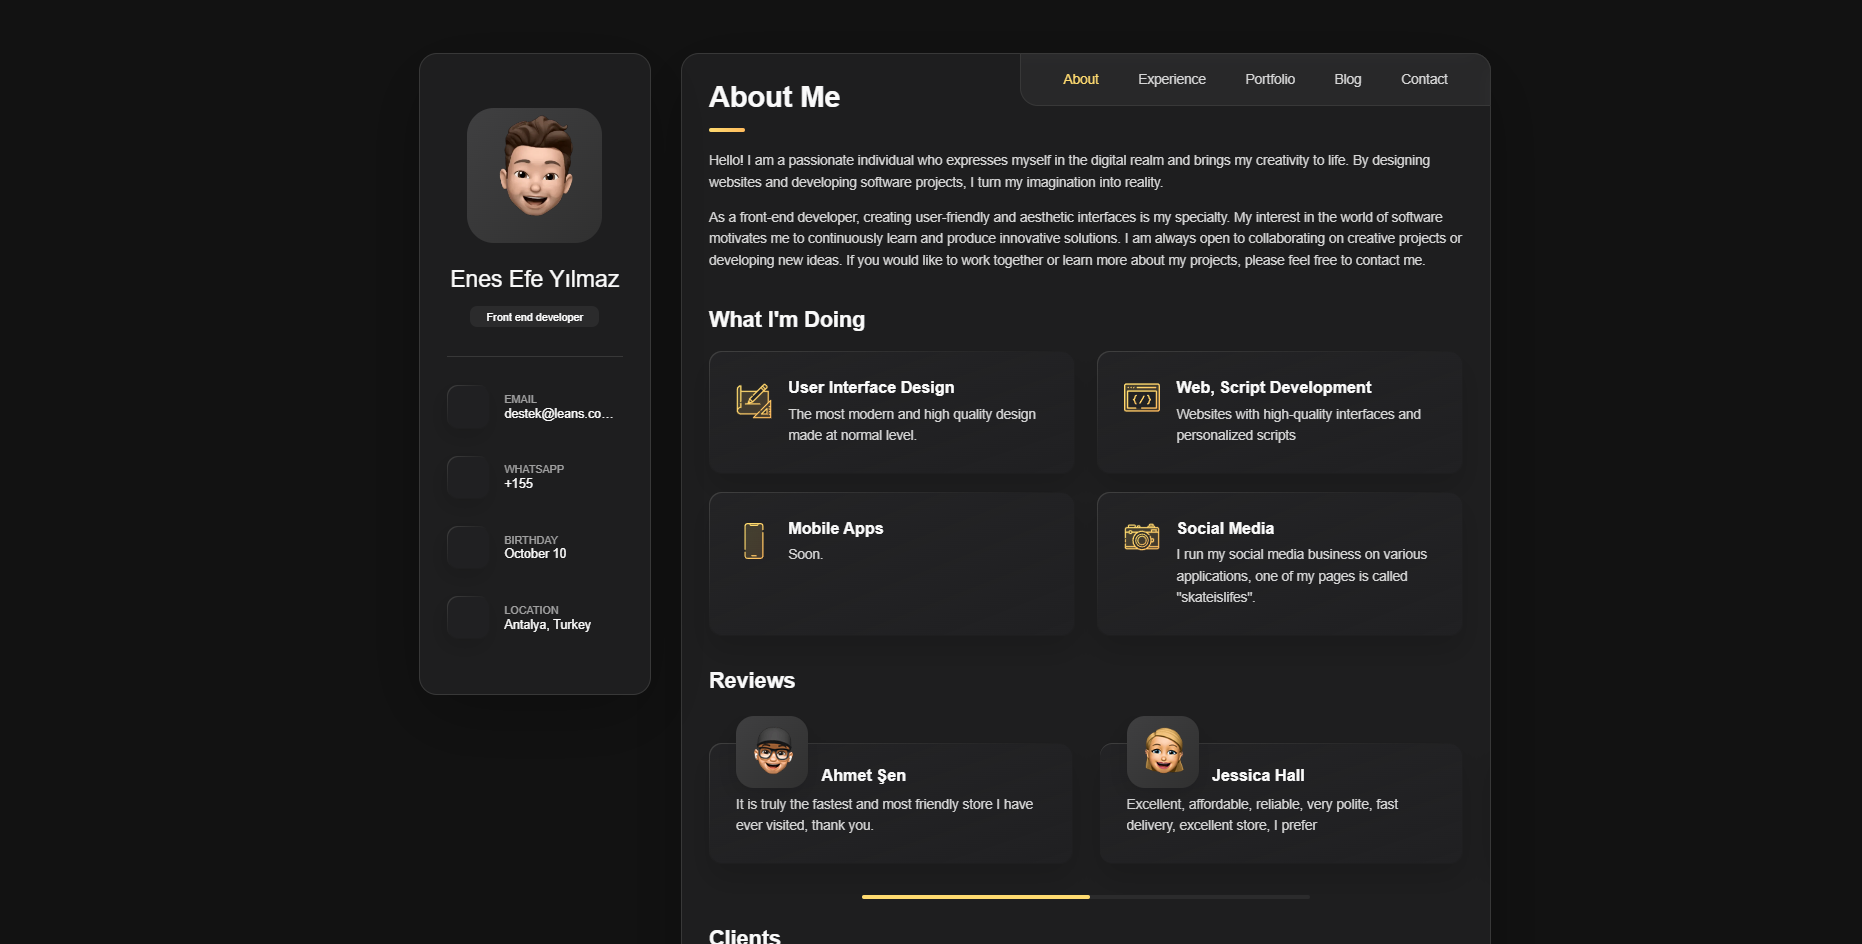 Enes Efe Yılmaz
Front end developer
EMAIL
destek@leans.co...
WHATSAPP
+155
BIRTHDAY
October 10
LOCATION
Antalya, Turkey
About
Experience
Portfolio
Blog
Contact
About Me
Hello! I am a passionate individual who expresses myself in the digital realm and brings my creativity to life. By designing
websites and developing software projects, I turn my imagination into reality.
As a front-end developer, creating user-friendly and aesthetic interfaces is my specialty. My interest in the world of software
motivates me to continuously learn and produce innovative solutions. I am always open to collaborating on creative projects or
developing new ideas. If you would like to work together or learn more about my projects, please feel free to contact me.
What I'm Doing
User Interface Design
The most modern and high quality design
made at normal level.
Web, Script Development
Websites with high-quality interfaces and
personalized scripts
Mobile Apps
Soon.
Social Media
I run my social media business on various
applications, one of my pages is called
"skateislifes".
Reviews
Ahmet Şen
It is truly the fastest and most friendly store I have
ever visited, thank you.
Jessica Hall
Excellent, affordable, reliable, very polite, fast
delivery, excellent store, I prefer
Clients